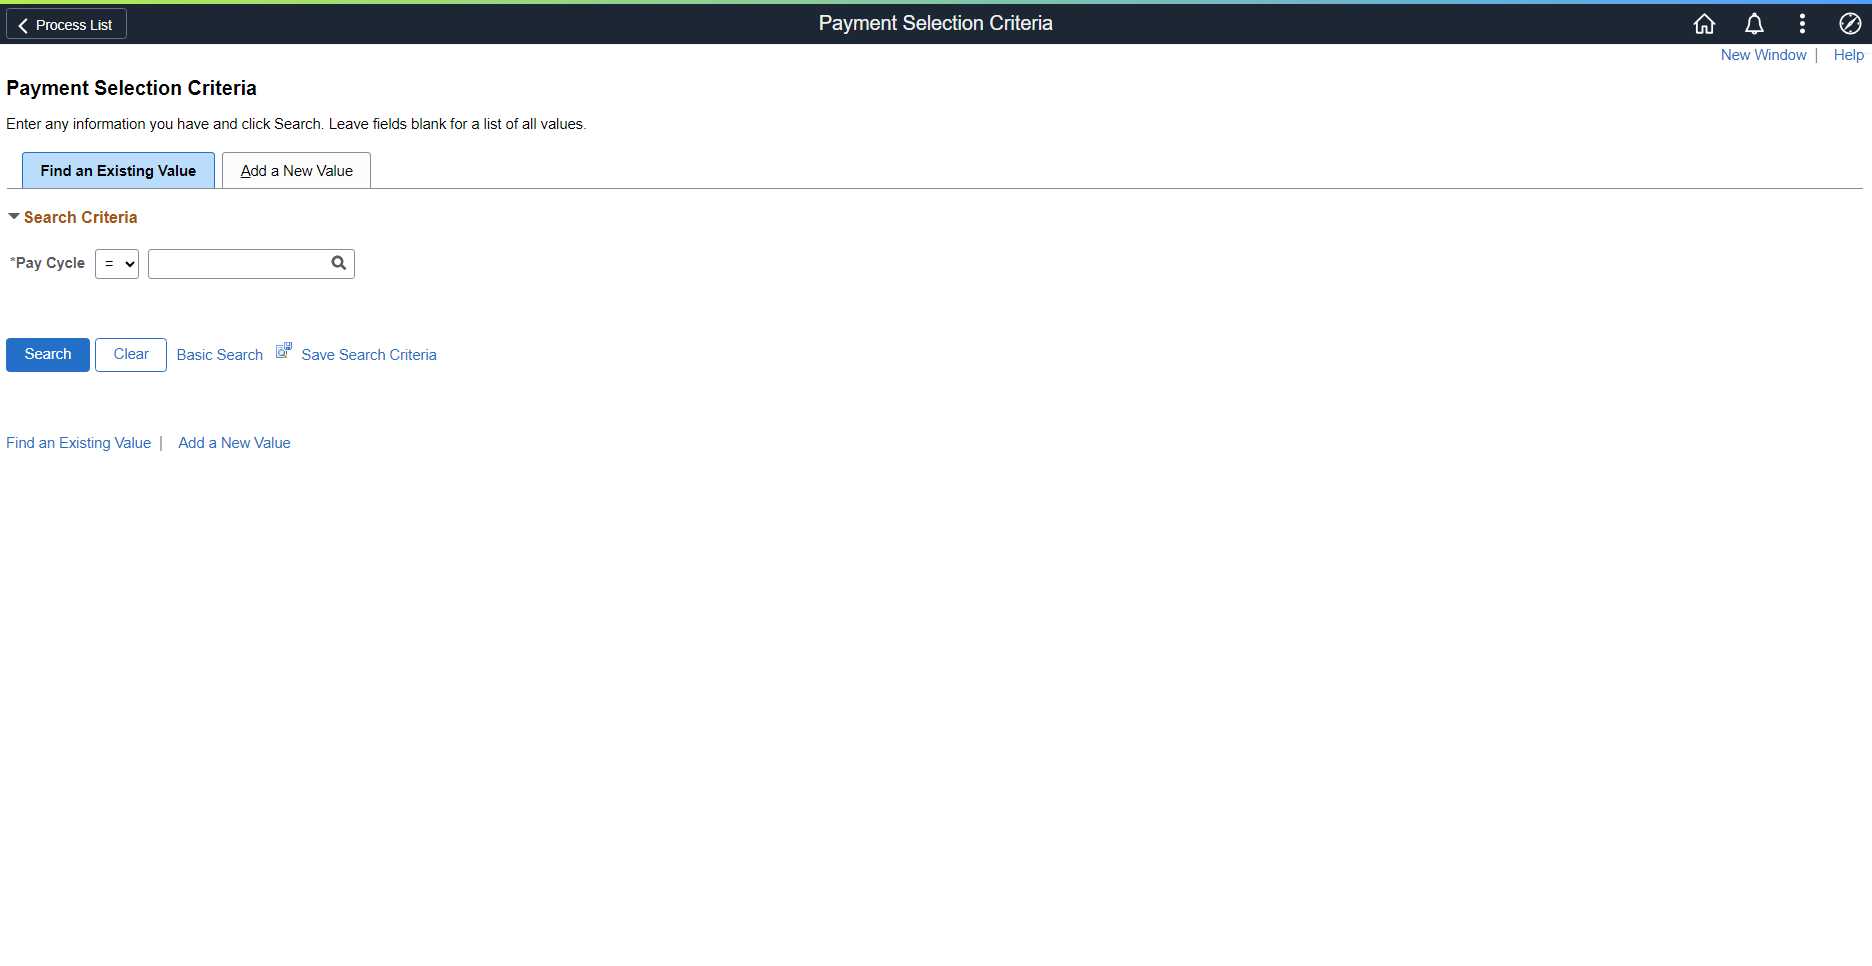 Process List
Payment Selection Criteria
New Window | Help
Payment Selection Criteria
Enter any information you have and click Search. Leave fields blank for a list of all values.
Find an Existing Value
Add a New Value
Search Criteria
*Pay Cycle =
Search Clear Basic Search Save Search Criteria
Find an Existing Value | Add a New Value